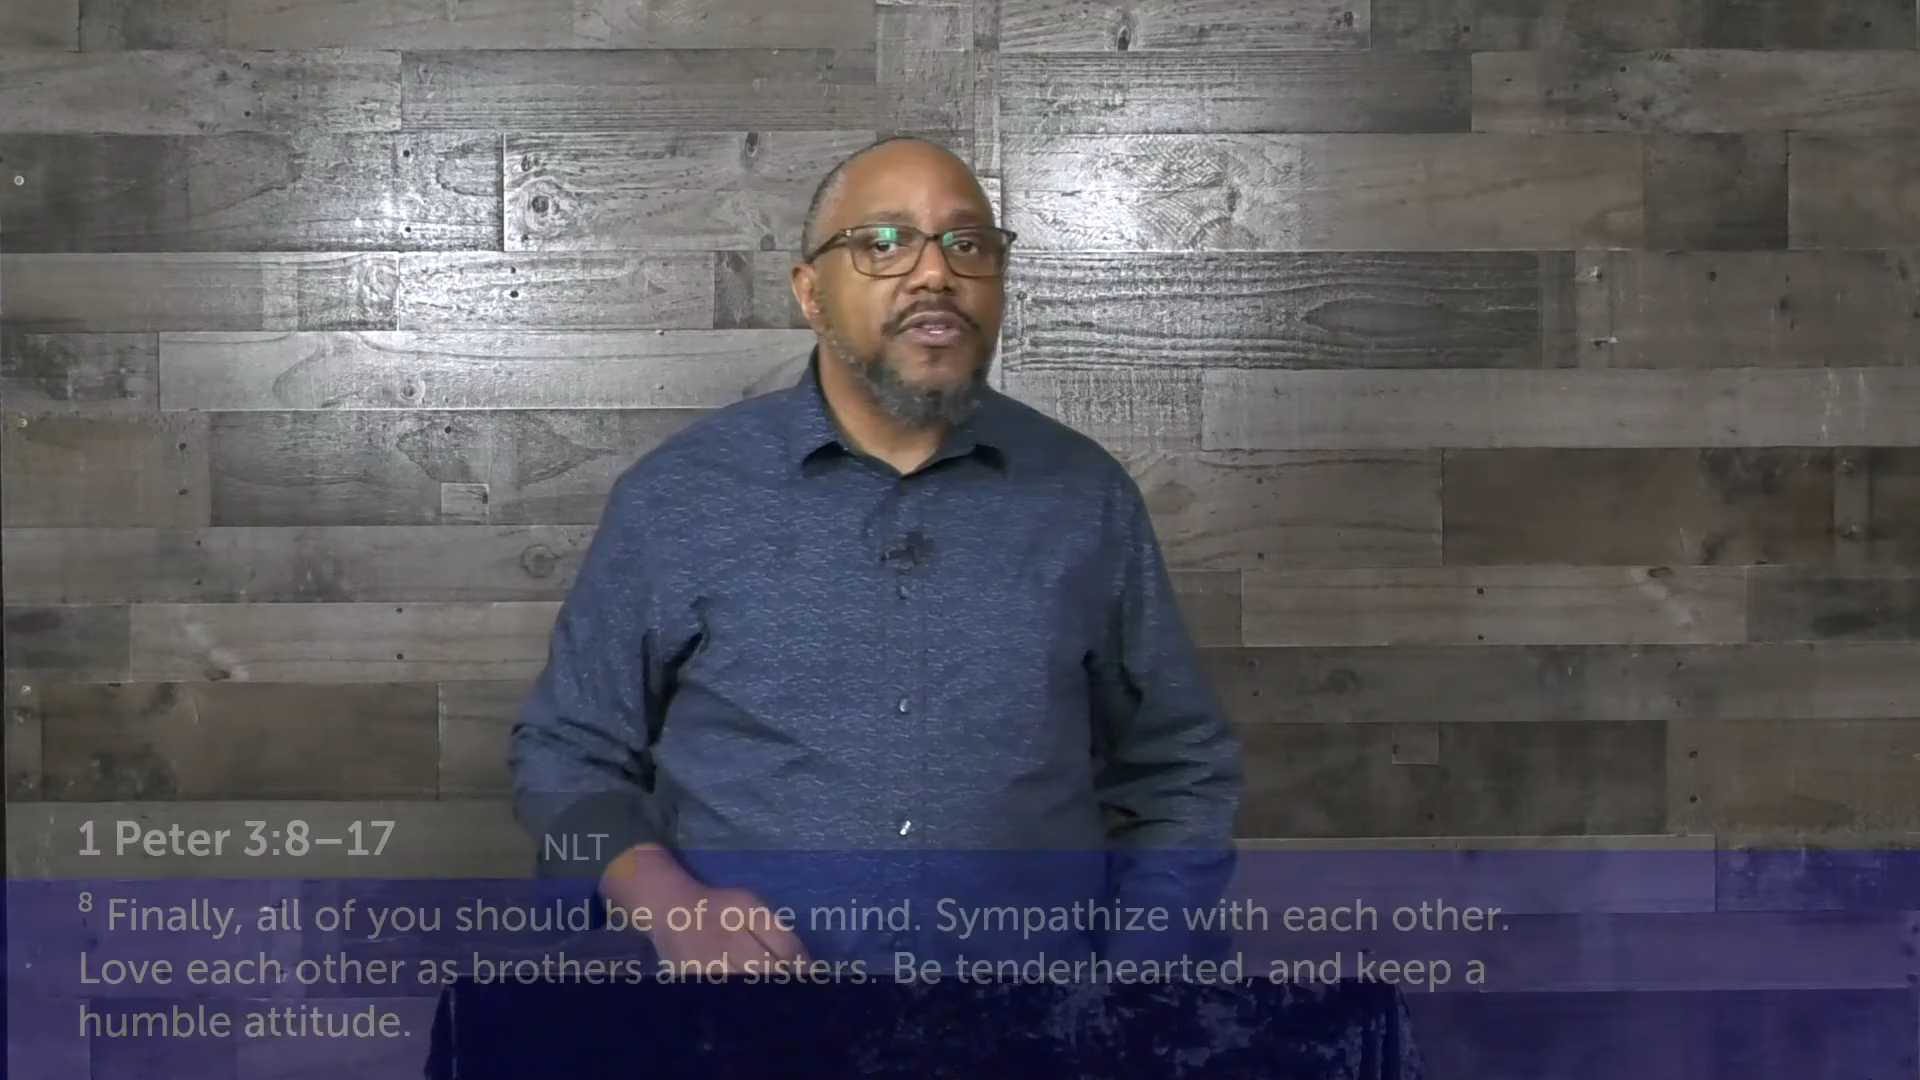 1 Peter 3:8–17 NLT
8 Finally, all of you should be of one mind. Sympathize with each other.
Love each other as brothers and sisters. Be tenderhearted, and keep a
humble attitude.